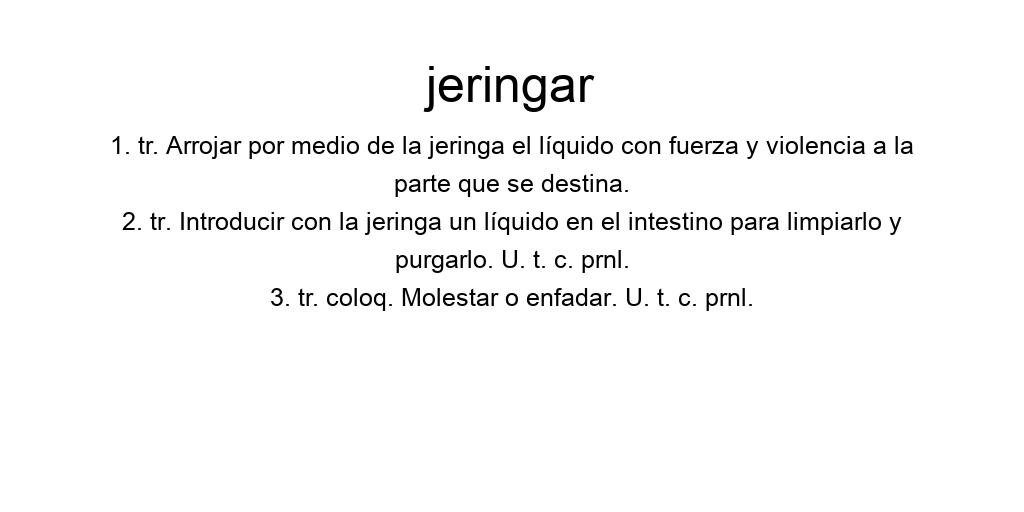 jeringar
1. tr. Arrojar por medio de la jeringa el líquido con fuerza y violencia a la
parte que se destina.
2. tr. Introducir con la jeringa un líquido en el intestino para limpiarlo y
purgarlo. U. t. c. prnl.
3. tr. coloq. Molestar o enfadar. U. t. c. prnl.